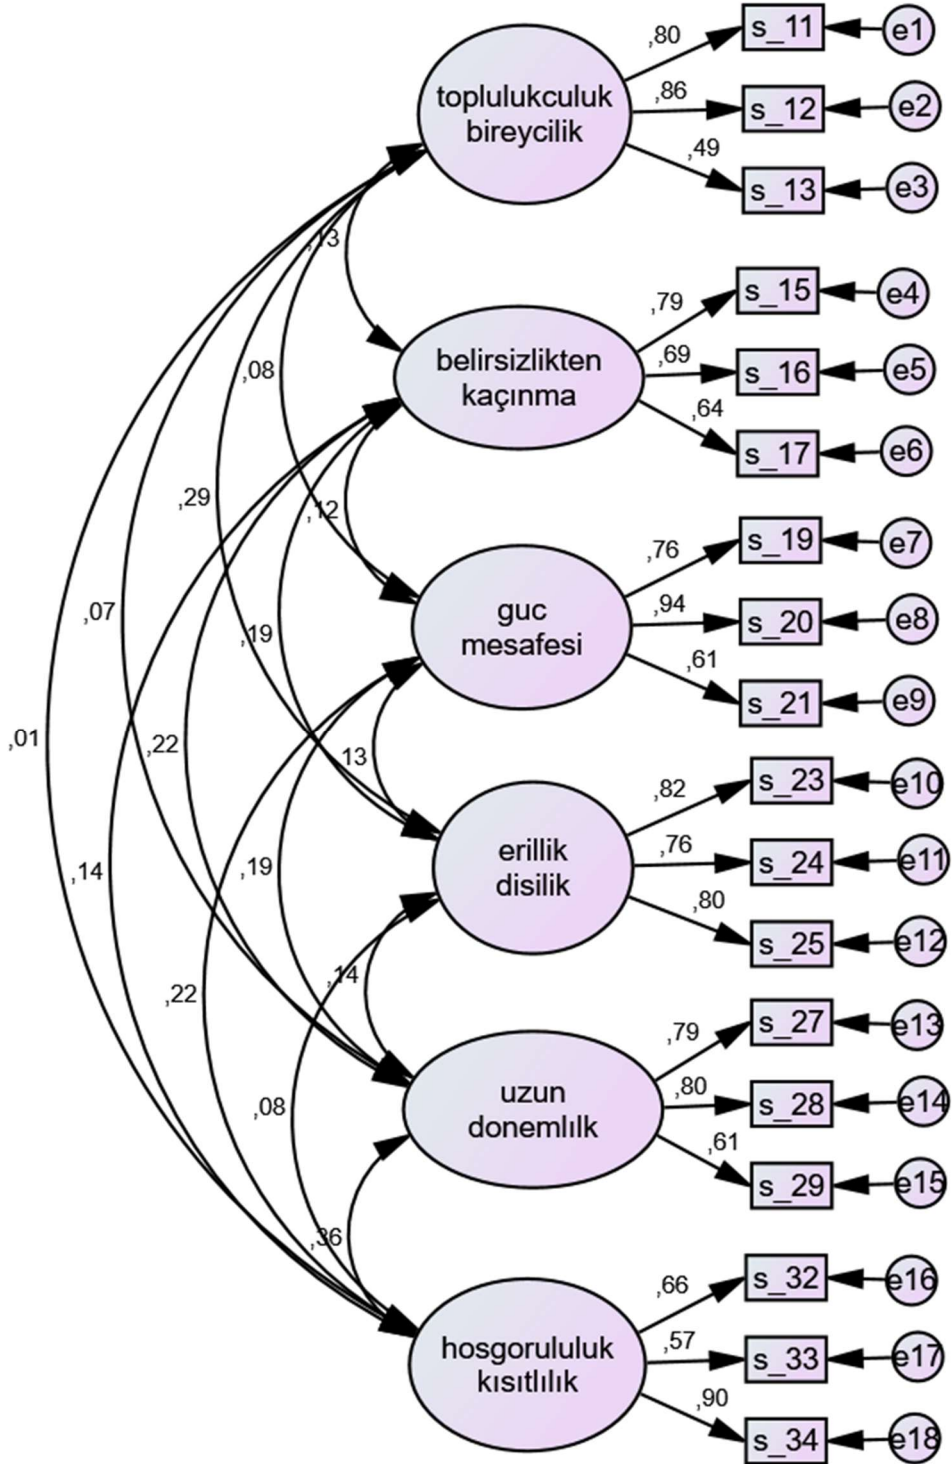 ,80
s_11
e1
toplulukculuk
bireycilik
,86
s_12
e2
,49
s_13
e3
,13
,79
s_15
e4
belirsizlikten
kaçınma
,69
s_16
e5
,08
,64
s_17
e6
,29
,12
,76
s_19
e7
guc
mesafesi
,94
s_20
e8
,07
,19
,61
s_21
e9
,01
,22
13
,82
s_23
e10
erillik
disilik
,76
s_24
e11
,14
,19
,80
s_25
e12
,22
,14
,79
s_27
e13
uzun
donemlılk
,80
s_28
e14
,08
,61
s_29
e15
,36
,66
s_32
e16
hosgorululuk
kısıtlılık
,57
s_33
e17
,90
s_34
e18